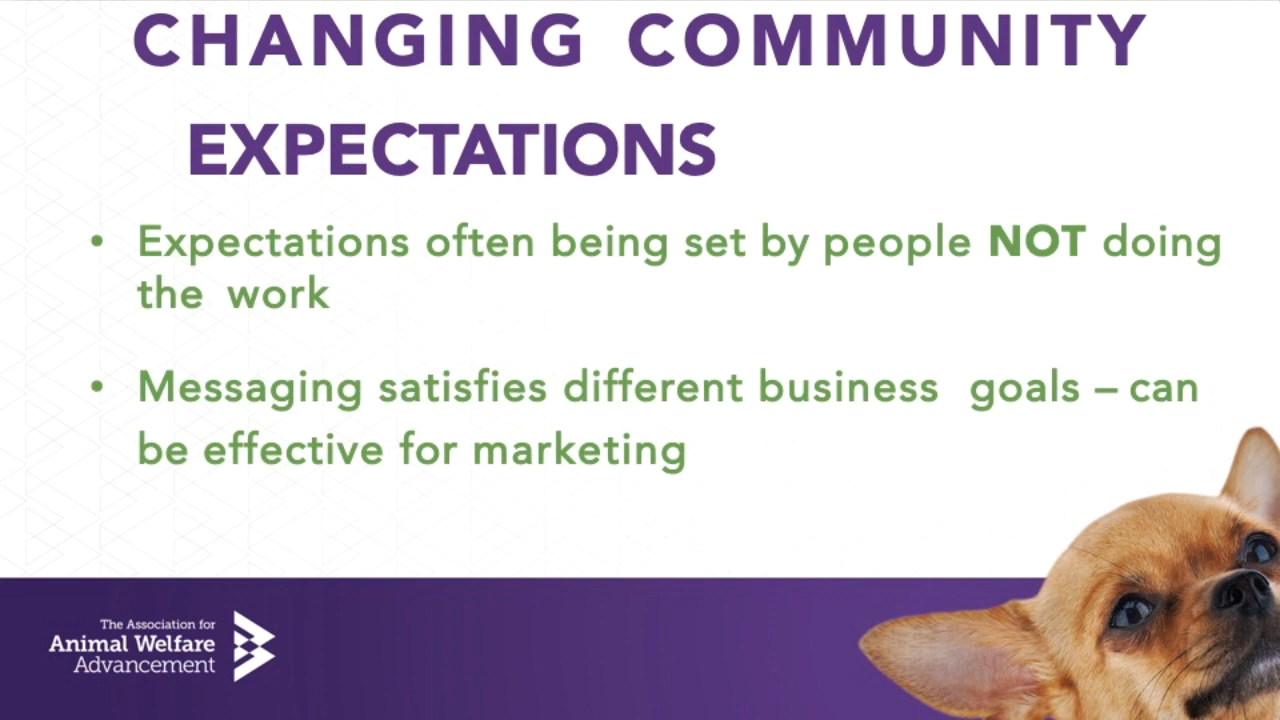 CHANGING COMMUNITY
EXPECTATIONS
• Expectations often being set by people NOT doing
the work
• Messaging satisfies different business goals – can
be effective for marketing
The Association for
Animal Welfare
Advancement